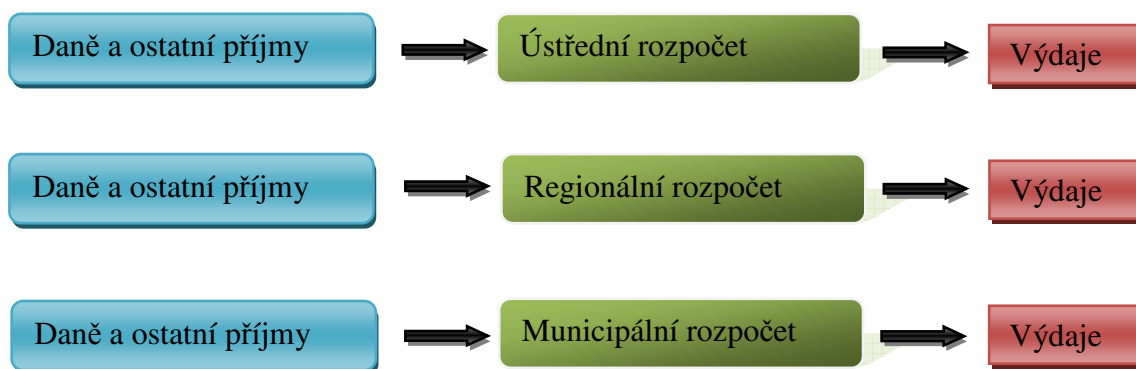 Daně a ostatní příjmy Ústřední rozpočet Výdaje
Daně a ostatní příjmy Regionální rozpočet Výdaje
Daně a ostatní příjmy Municipální rozpočet Výdaje